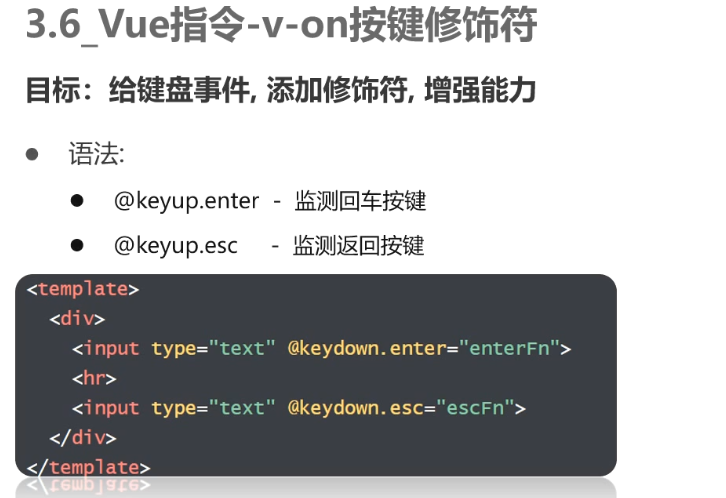 3.6_Vue指令-v-on按键修饰符
目标：给键盘事件, 添加修饰符, 增强能力
● 语法:
● @keyup.enter - 监测回车按键
● @keyup.esc - 监测返回按键
<template>
<div>
<input type="text" @keydown.enter="enterFn">
<hr>
<input type="text" @keydown.esc="escFn">
</div>
</template>